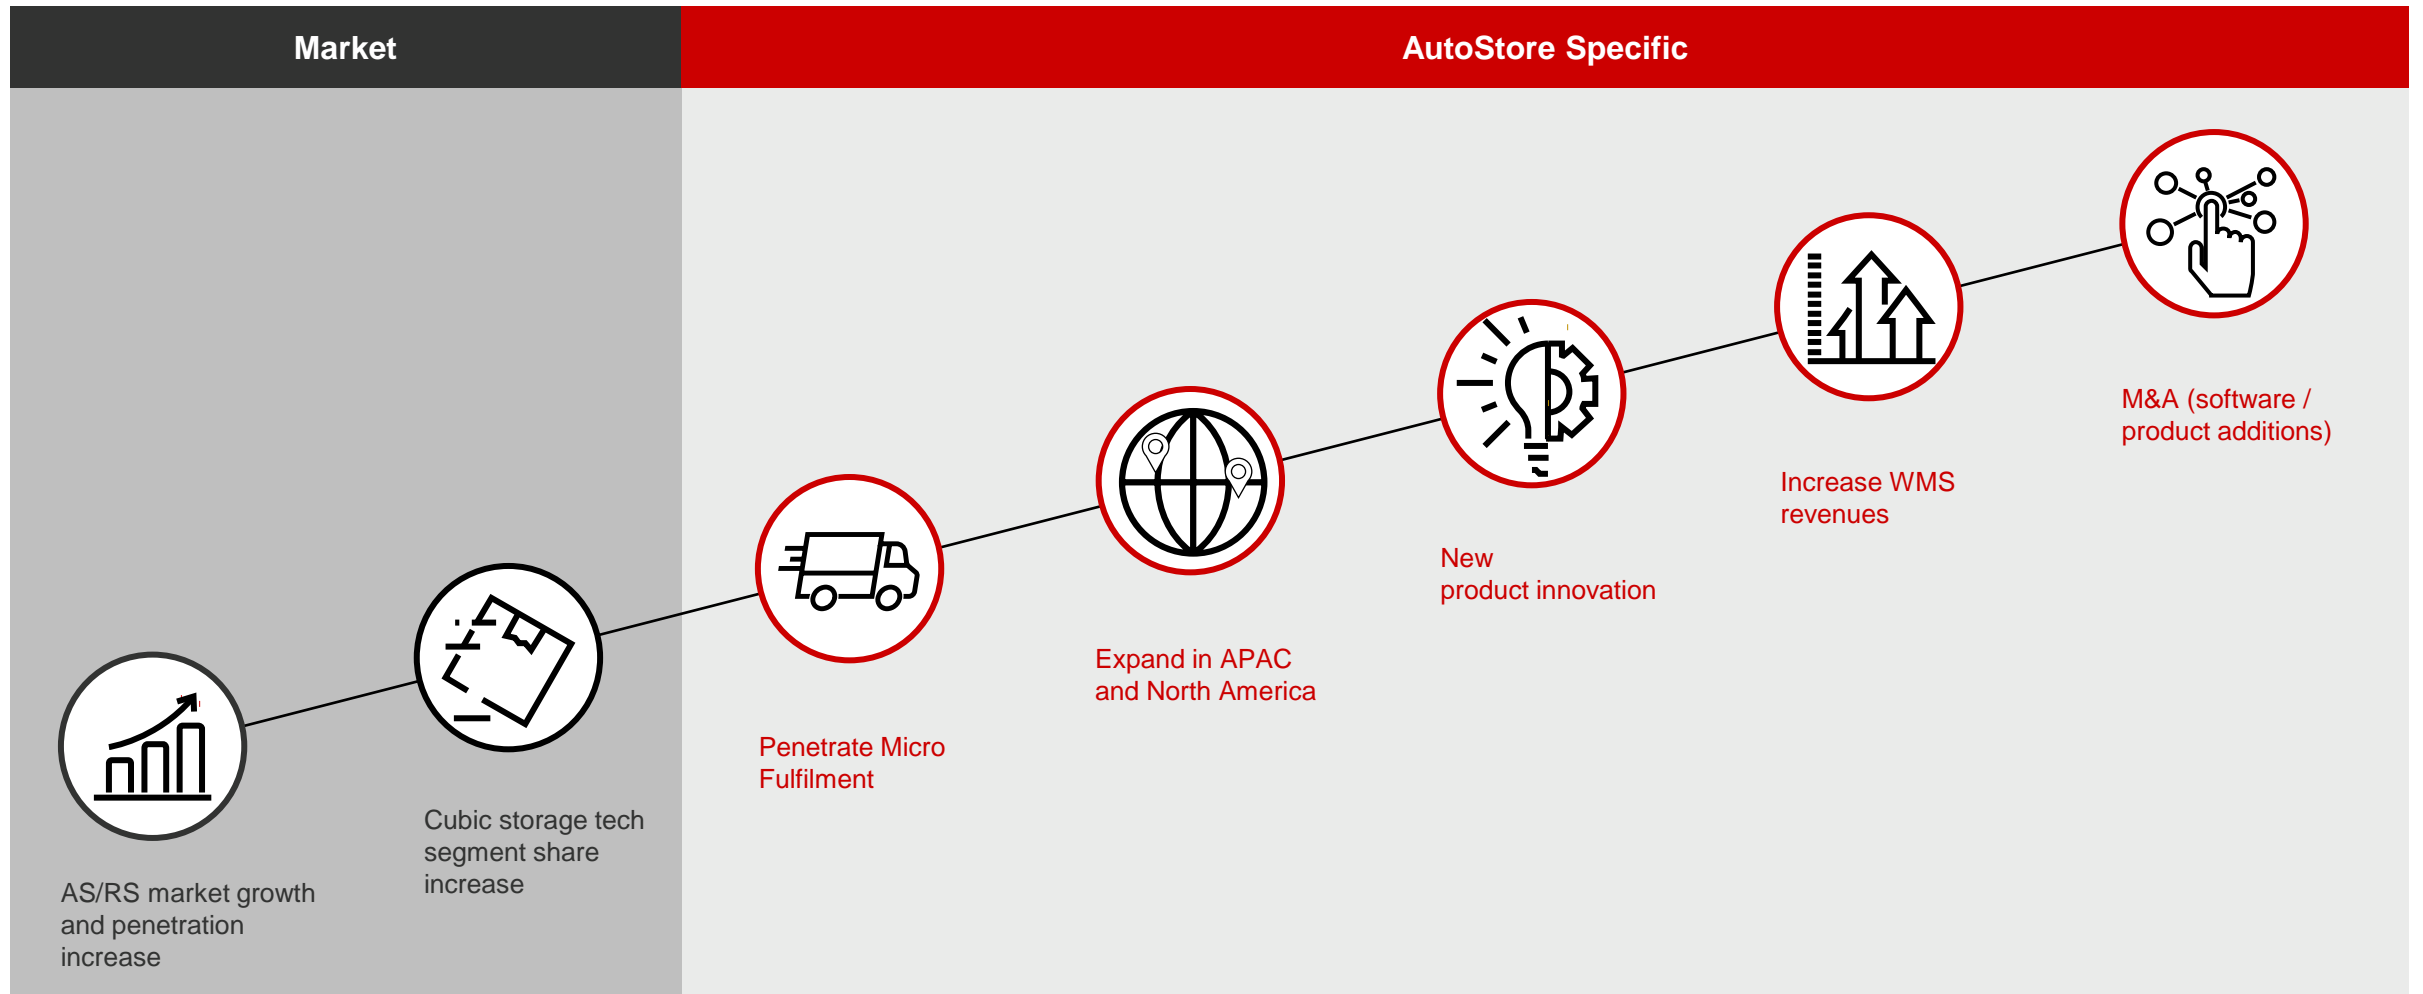 Market
AutoStore Specific
AS/RS market growth
and penetration
increase
Cubic storage tech
segment share
increase
Penetrate Micro
Fulfilment
Expand in APAC
and North America
New
product innovation
Increase WMS
revenues
M&A (software /
product additions)